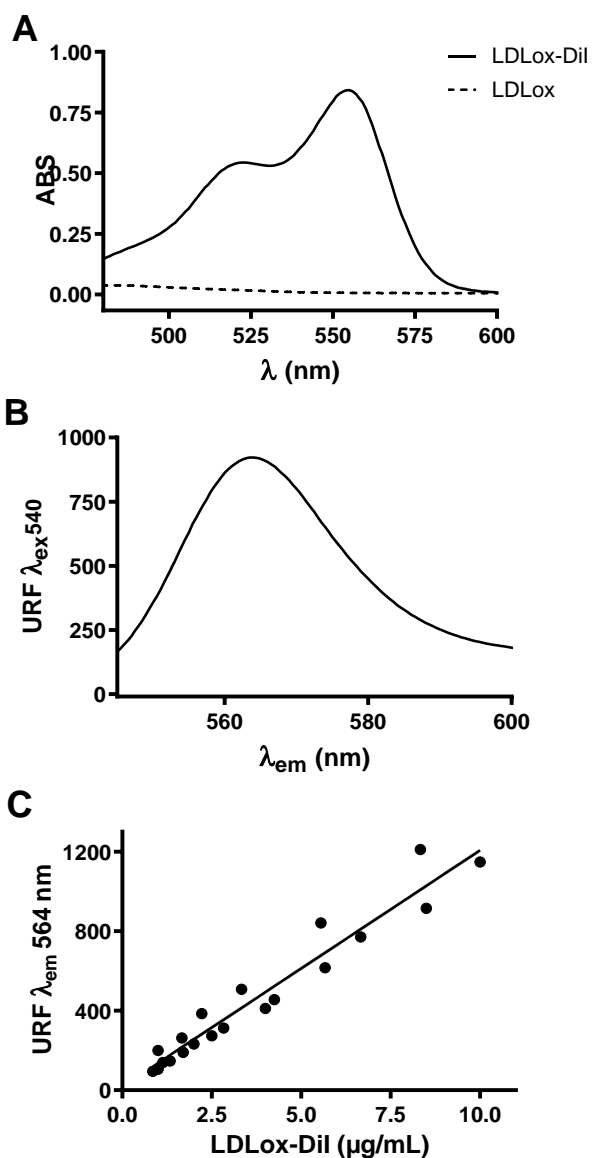 A
1.00
0.75
0.50
0.25
0.00
ABS
500 525 550 575 600
λ (nm)
LDLox-DiI
LDLox
B
1000
750
500
250
0
URF λex540
560 580 600
λem (nm)
C
1200
800
400
0
URF λem 564 nm
0.0 2.5 5.0 7.5 10.0
LDLox-DiI (µg/mL)